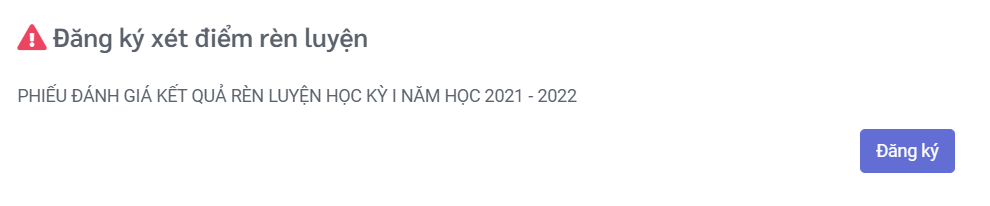 Đăng ký xét điểm rèn luyện
PHIẾU ĐÁNH GIÁ KẾT QUẢ RÈN LUYỆN HỌC KỲ I NĂM HỌC 2021 - 2022
Đăng ký